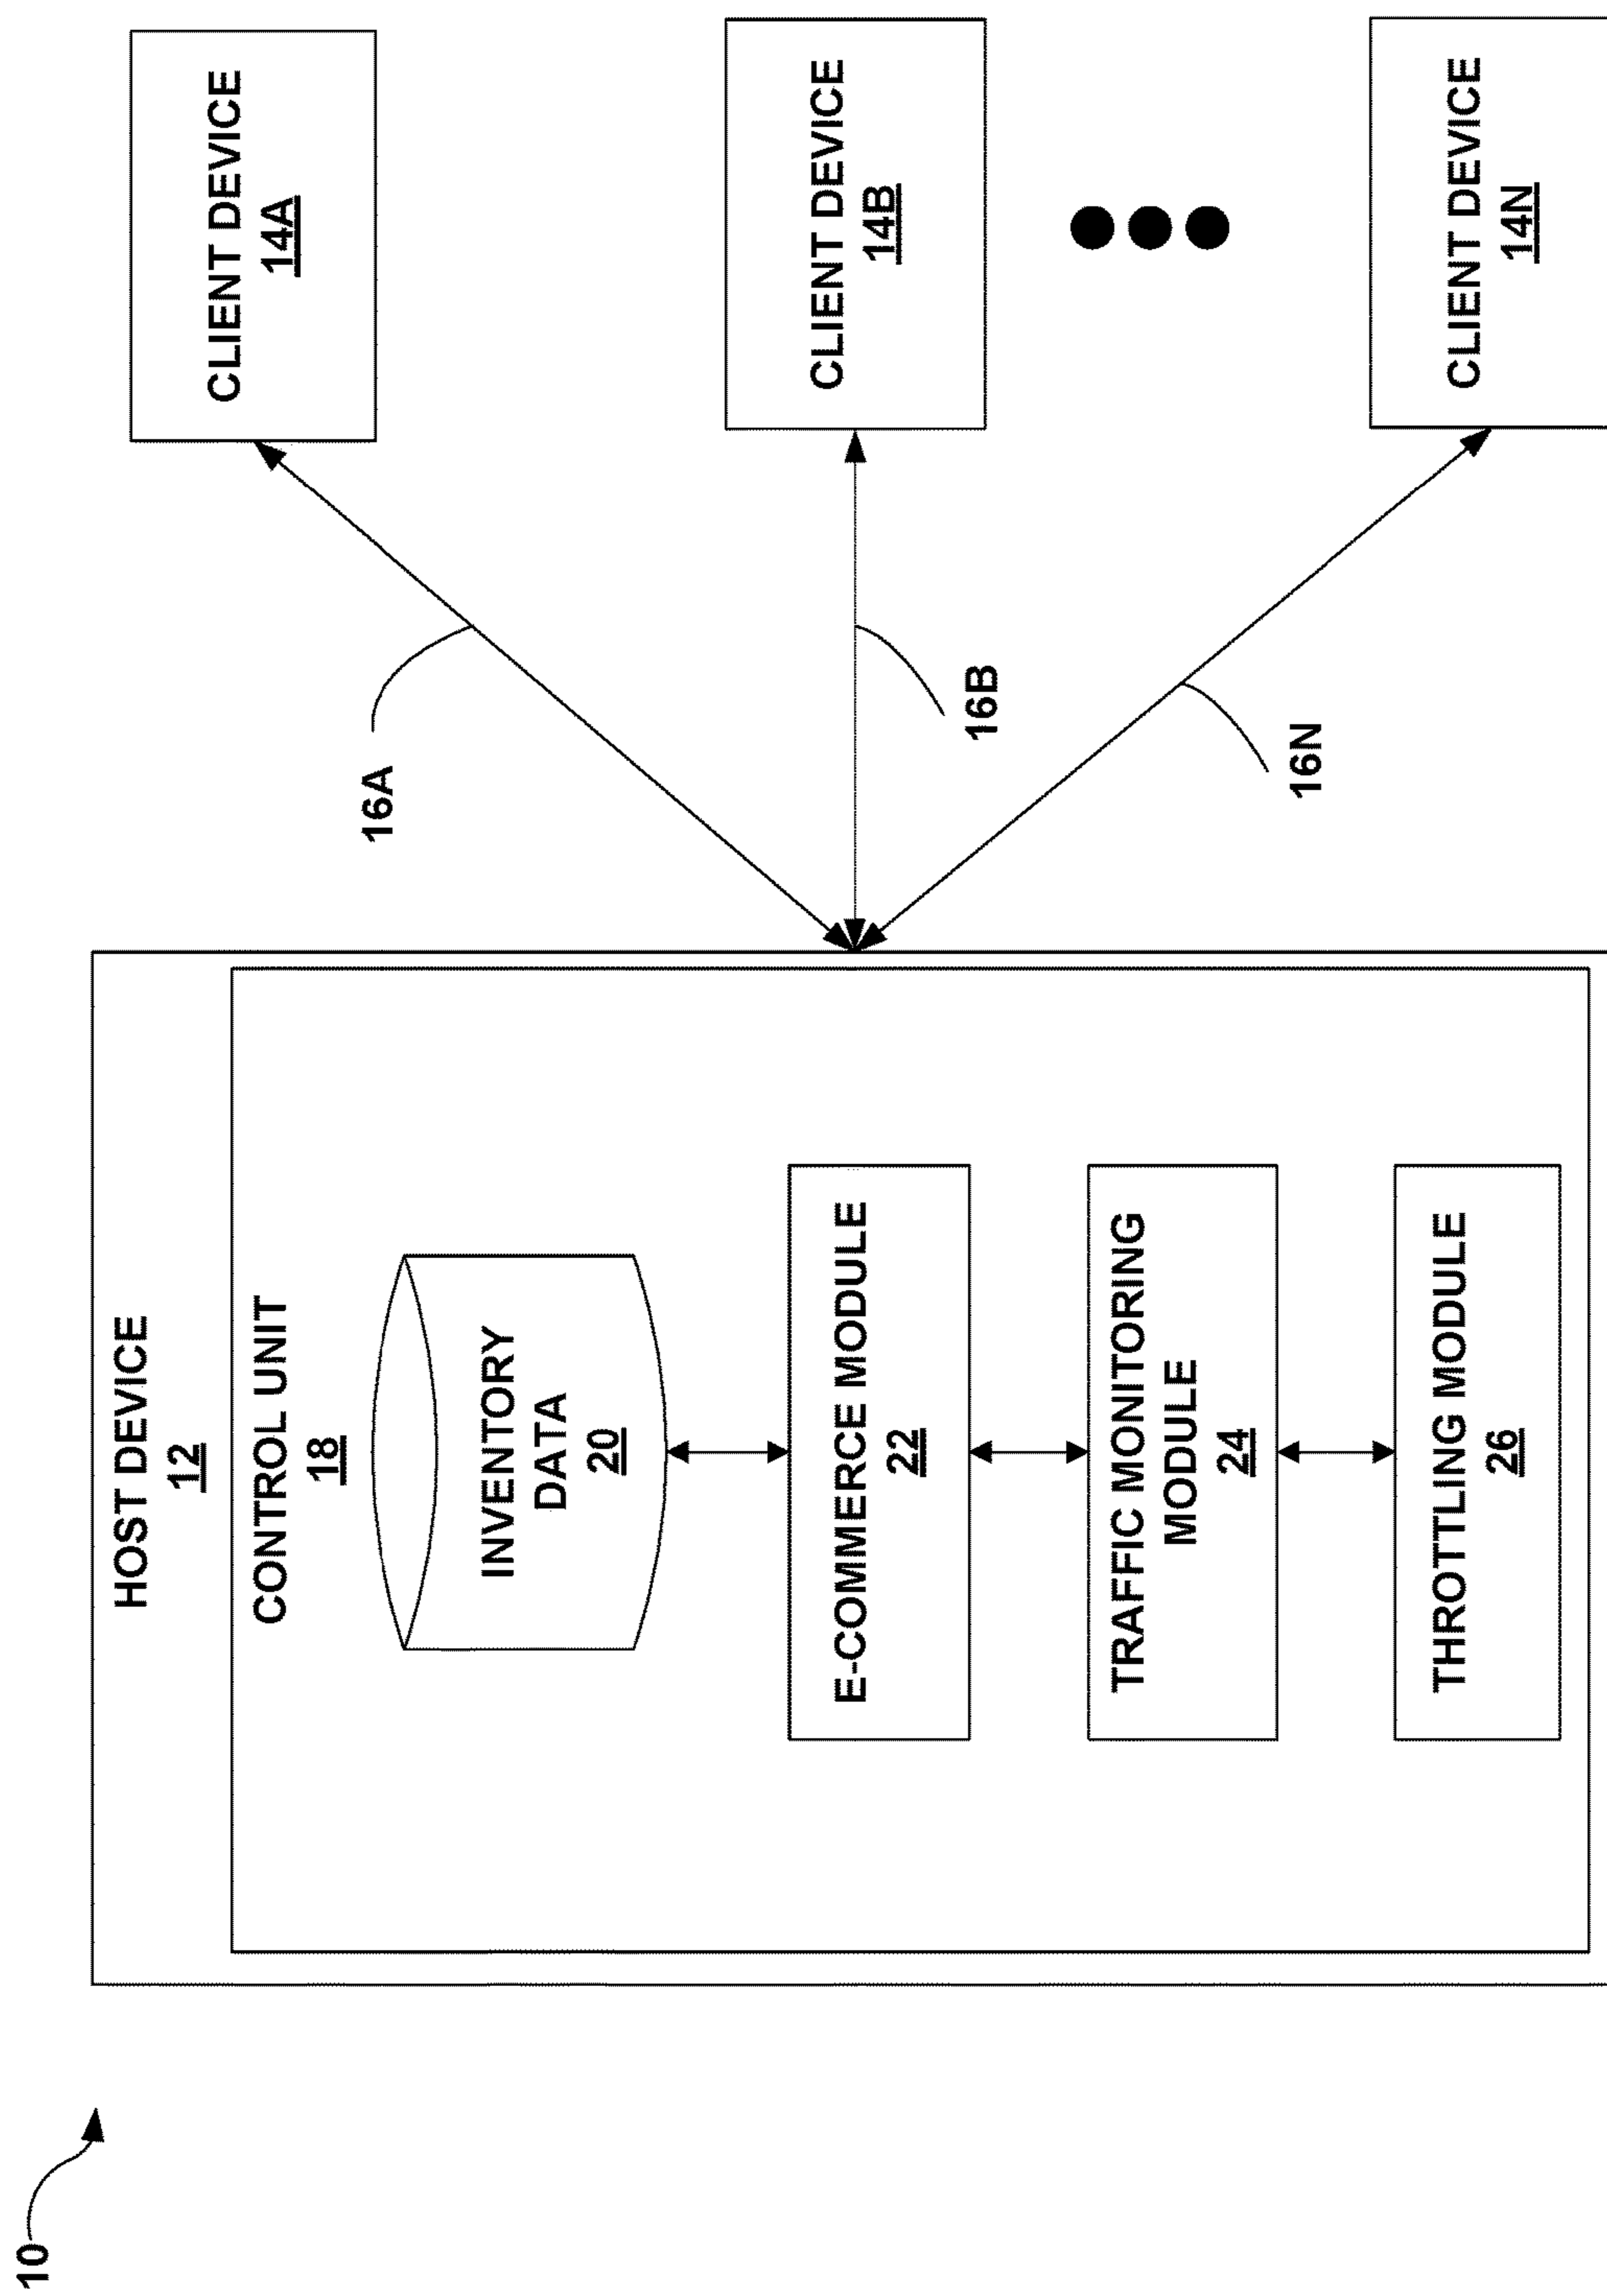 10
HOST DEVICE
12
CONTROL UNIT
18
INVENTORY
DATA
20
E-COMMERCE MODULE
22
TRAFFIC MONITORING
MODULE
24
THROTTLING MODULE
26
16A
16B
16N
CLIENT DEVICE
14A
CLIENT DEVICE
14B
CLIENT DEVICE
14N